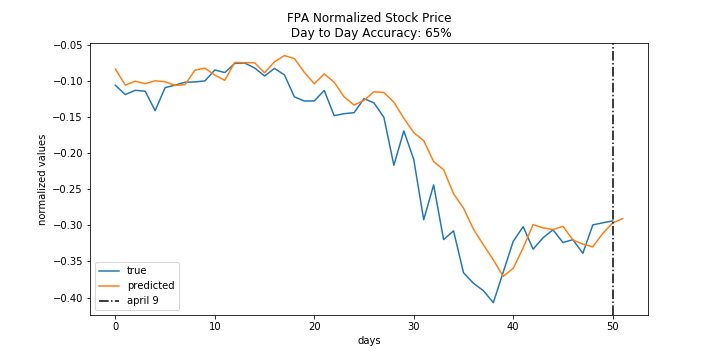 FPA Normalized Stock Price
Day to Day Accuracy: 65%
−0.05
−0.10
−0.15
−0.20
−0.25
−0.30
−0.35
−0.40
normalized values
true
predicted
april 9
0
10
20
30
40
50
days